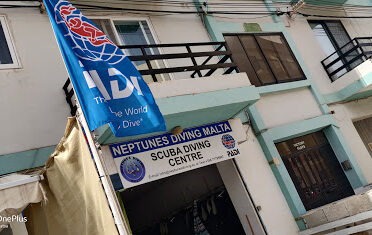 PADI
The World
Dive"
NEPTUNES DIVING MALTA
SCUBA DIVING
CENTRE
PADI
OnePlus